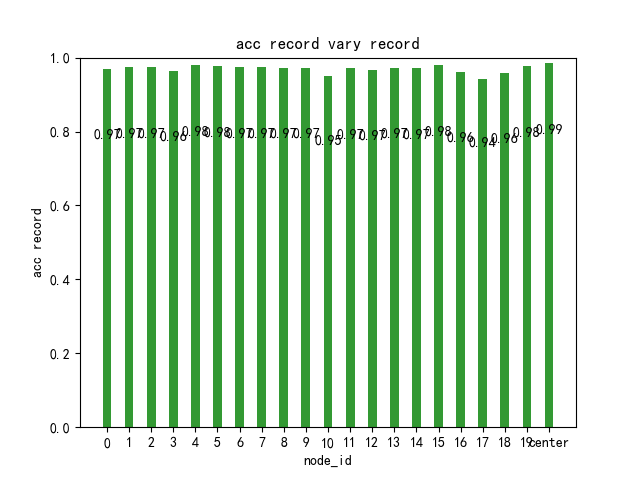 acc record vary record
1.0
0.8
0.6
0.4
0.2
0.0
acc record
0.97 0.97 0.97 0.96 0.98 0.98 0.97 0.97 0.97 0.97 0.95 0.97 0.97 0.97 0.97 0.98 0.96 0.94 0.96 0.98 0.99
0 1 2 3 4 5 6 7 8 9 10 11 12 13 14 15 16 17 18 19 center
node_id